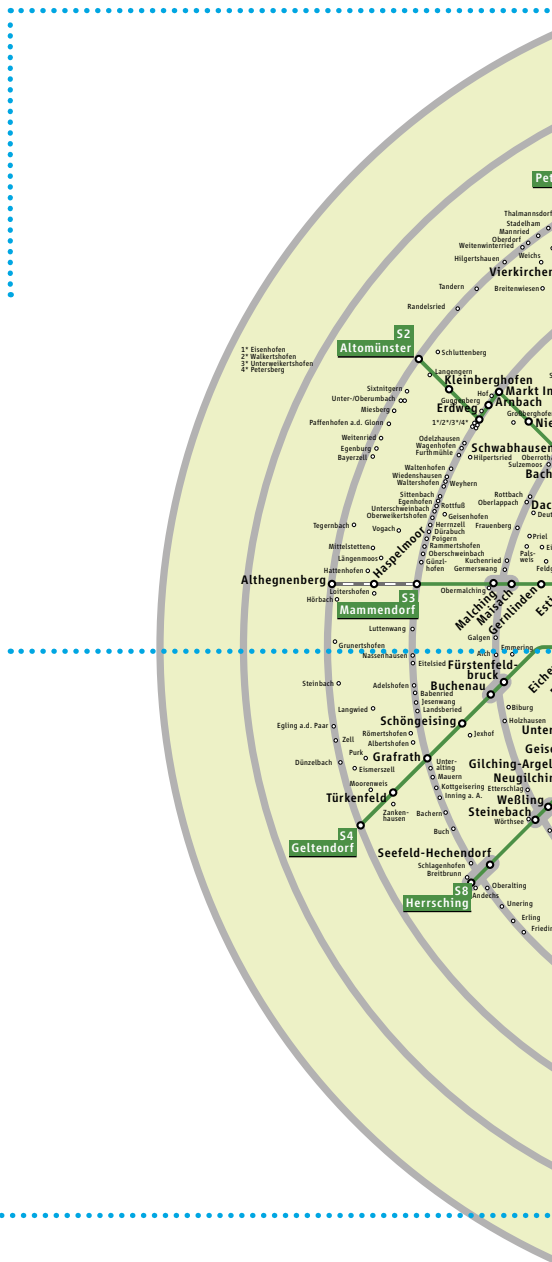 Pet
Thalmannsdorf
Stadelham
Mannried
Oberdorf
Weitenwinterried
Weichs
Hilgertshausen
Vierkirchen
Tandern
Breitenwiesen
Randelsried
S2
Altomünster
1* Eisenhofen
2* Walkertshofen
3* Unterweikertshofen
4* Petersberg
Schluttenberg
Langengern
Kleinberghofen
Sixtnitgern
Hof
Markt In
Unter-/Oberumbach
Guggenberg
Arnbach
Miesberg
Erdweg
Großberghofen
Paffenhofen a.d. Glonn
1*/2*/3*/4*
Nie
Weitenried
Odelzhausen
Egenburg
Wagenhofen
Schwabhausen
Bayerzell
Furthmühle
Hilpertsried
Oberroth
Waltenhofen
Sulzemoos
Wiedenshausen
Bach
Waltershofen
Weyhern
Sittenbach
Rottbach
Egenhofen
Rottfuß
Oberlappach
Dac
Unterschweinbach
Oberweikertshofen
Geisenhofen
Deut
Tegernbach
Herrnzell
Frauenberg
Vogach
Dürabuch
Poigern
Priel
Mittelstetten
Rammertshofen
Haspelmoor
Oberschweinbach
Pals-
weis
Ei
Längenmoos
Günzl-
hofen
Kuchenried
Hattenhofen
Germerswang
Feldg
Althegnenberg
Loitershofen
Obermalching
Hörbach
S3
Mammendorf
Malching
Maisach
Gernlinden
Esti
Luttenwang
Galgen
Grunertshofen
Emmering
Nassenhausen
Aich
Eitelsied
Fürstenfeld-
bruck
Steinbach
Adelshofen
Buchenau
Eiche
Babenried
Jesenwang
Langwied
Landsberied
Biburg
Egling a.d. Paar
Schöngeising
Holzhausen
Römertshofen
Jexhof
Unter
Zell
Albertshofen
Purk
Grafrath
Geise
Dünzelbach
Unter-
alting
Gilching-Argel
Eismerszell
Mauern
Neugilchin
Moorenweis
Kottgeisering
Etterschlag
Türkenfeld
Inning a. A.
Weßling
Zanken-
hausen
Bachern
Steinebach
Wörthsee
S4
Geltendorf
Buch
Seefeld-Hechendorf
Schlagenhofen
Breitbrunn
S8
Herrsching
Oberalting
Andechs
Unering
Erling
Friedin